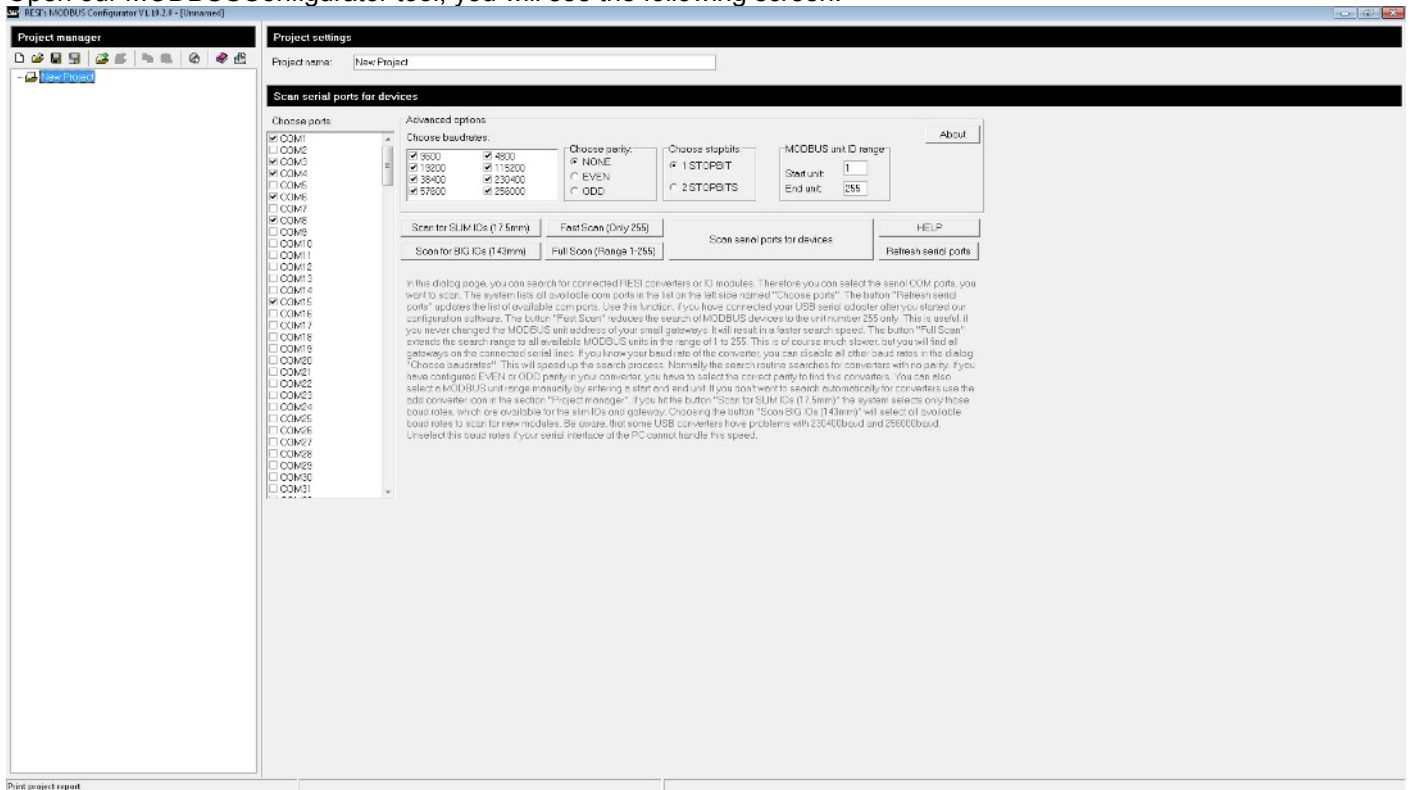 Open our MODBUSConfigurator tool, you will see the following screen:
RESI's MODBUS Configurator V1.10.2.0 - [Unnamed]
Project manager
New Project
Project settings
Project name: New Project
Scan serial ports for devices
Choose ports:
COM1
COM2
COM3
COM4
COM5
COM6
COM7
COM8
COM9
COM10
COM11
COM12
COM13
COM14
COM15
COM16
COM17
COM18
COM19
COM20
COM21
COM22
COM23
COM24
COM25
COM26
COM27
COM28
COM29
COM30
COM31
Advanced options
About
Choose baudrates:
9600 4800
19200 115200
38400 230400
57600 256000
Choose parity:
NONE
EVEN
ODD
Choose stopbits
1 STOPBIT
2 STOPBITS
MODBUS unit ID range
Start unit: 1
End unit: 255
Scan for SLIM IOs (17.5mm)
Fast Scan (Only 255)
Scan for BIG IOs (143mm)
Full Scan (Range 1-255)
Scan serial ports for devices
HELP
Refresh serial ports
In this dialog page, you can search for connected RESI converters or IO modules. Therefore you can select the serial COM ports, you
want to scan. The system lists all available com ports in the list on the left side named "Choose ports". The button "Refresh serial
ports" updates the list of available com ports. Use this function, if you have connected your USB serial adapter after you started our
configuration software. The button "Fast Scan" reduces the search of MODBUS devices to the unit number 255 only. This is useful, if
you never changed the MODBUS unit address of your small gateways. It will result in a faster search speed. The button "Full Scan"
extends the search range to all available MODBUS units in the range of 1 to 255. This is of course much slower, but you will find all
gateways on the connected serial lines. If you know your baud rate of the converter, you can disable all other baud rates in the dialog
"Choose baudrates". This will speed up the search process. Normally the search routine searches for converters with no parity. If you
have configured EVEN or ODD parity in your converter, you have to select the correct parity to find this converters. You can also
select a MODBUS unit range manually by entering a start and end unit. If you don't want to search automatically for converters use the
add converter icon in the section "Project manager". If you hit the button "Scan for SLIM IOs (17.5mm)" the system selects only those
baud rates, which are available for the slim IOs and gateway. Choosing the button "Scan BIG IOs (143mm)" will select all available
baud rates to scan for new modules. Be aware, that some USB converters have problems with 230400baud and 256000baud.
Unselect this baud rates if your serial interface of the PC cannot handle this speed.
Print project report